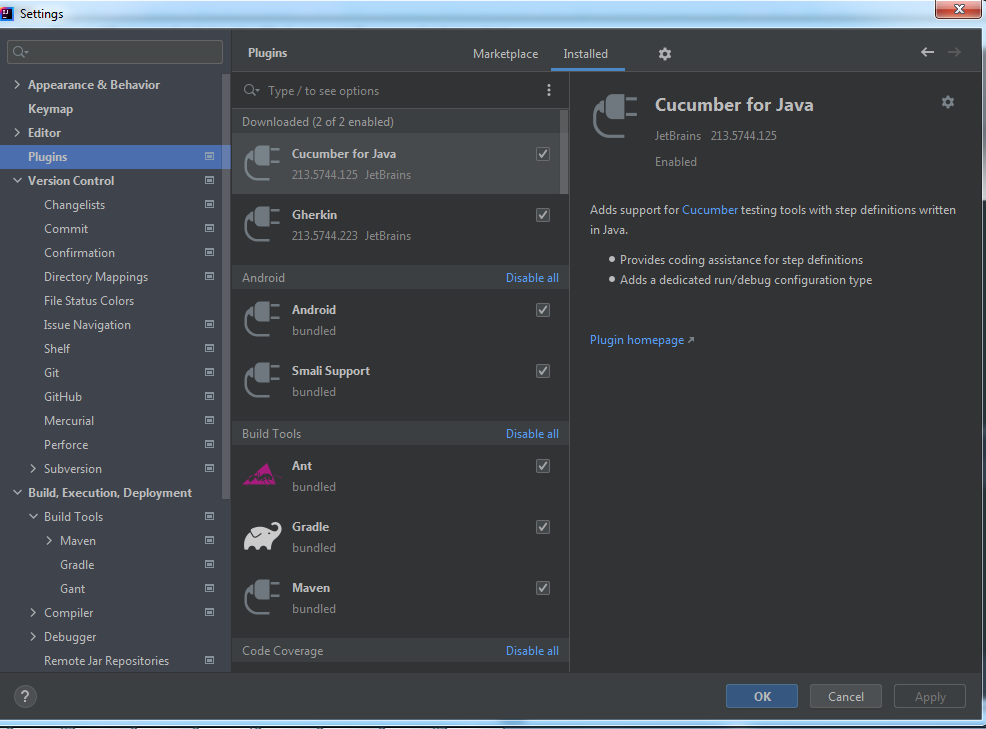 Settings
Appearance & Behavior
Keymap
Editor
Plugins
Version Control
Changelists
Commit
Confirmation
Directory Mappings
File Status Colors
Issue Navigation
Shelf
Git
GitHub
Mercurial
Perforce
Subversion
Build, Execution, Deployment
Build Tools
Maven
Gradle
Gant
Compiler
Debugger
Remote Jar Repositories
Plugins
Marketplace
Installed
Type / to see options
Downloaded (2 of 2 enabled)
Cucumber for Java
213.5744.125 JetBrains
Gherkin
213.5744.223 JetBrains
Android Disable all
Android
bundled
Smali Support
bundled
Build Tools Disable all
Ant
bundled
Gradle
bundled
Maven
bundled
Code Coverage Disable all
Cucumber for Java
JetBrains 213.5744.125
Enabled
Adds support for Cucumber testing tools with step definitions written
in Java.
• Provides coding assistance for step definitions
• Adds a dedicated run/debug configuration type
Plugin homepage ↗
?
OK
Cancel
Apply